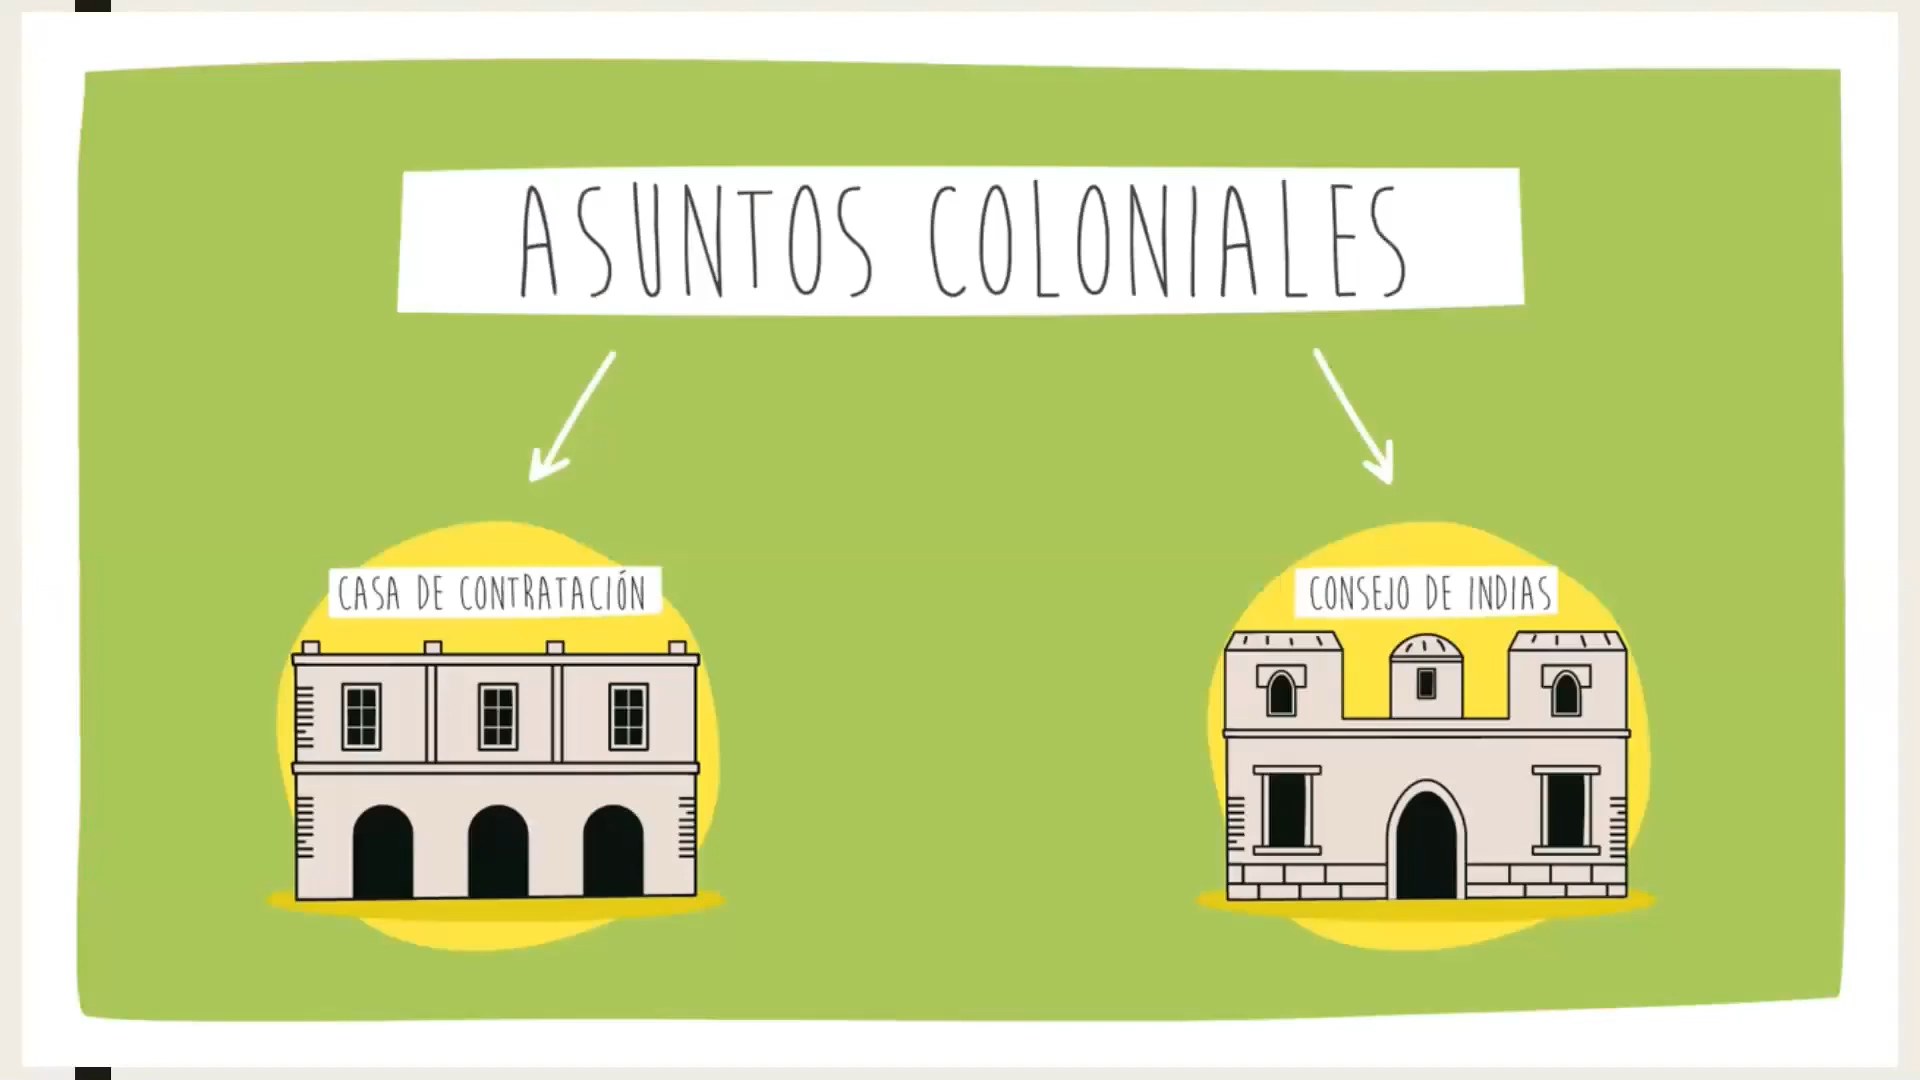 ASUNTOS COLONIALES
CASA DE CONTRATACIÓN
CONSEJO DE INDIAS